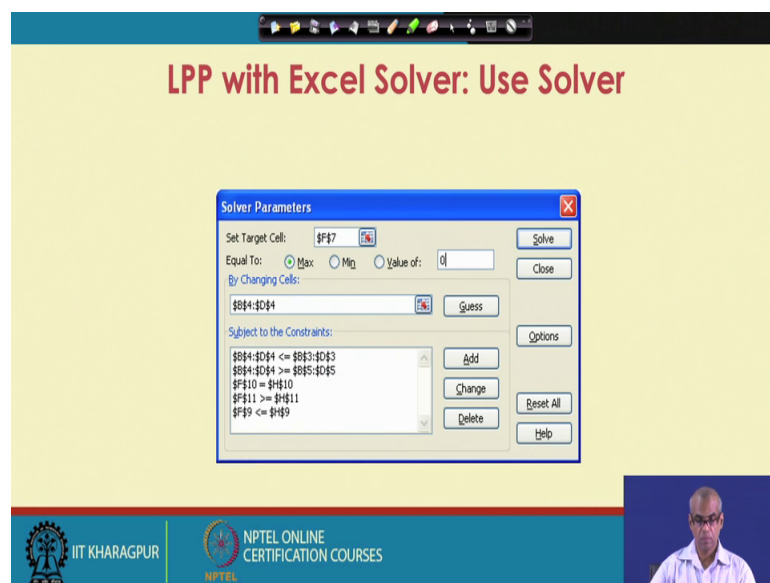 LPP with Excel Solver: Use Solver
Solver Parameters
Set Target Cell: $F$7
Solve
Equal To: Max Min Value of: 0
Close
By Changing Cells:
$B$4:$D$4
Guess
Subject to the Constraints:
Options
$B$4:$D$4 <= $B$3:$D$3
$B$4:$D$4 >= $B$5:$D$5
$F$10 = $H$10
$F$11 >= $H$11
$F$9 <= $H$9
Add
Change
Delete
Reset All
Help
IIT KHARAGPUR
NPTEL
NPTEL ONLINE
CERTIFICATION COURSES